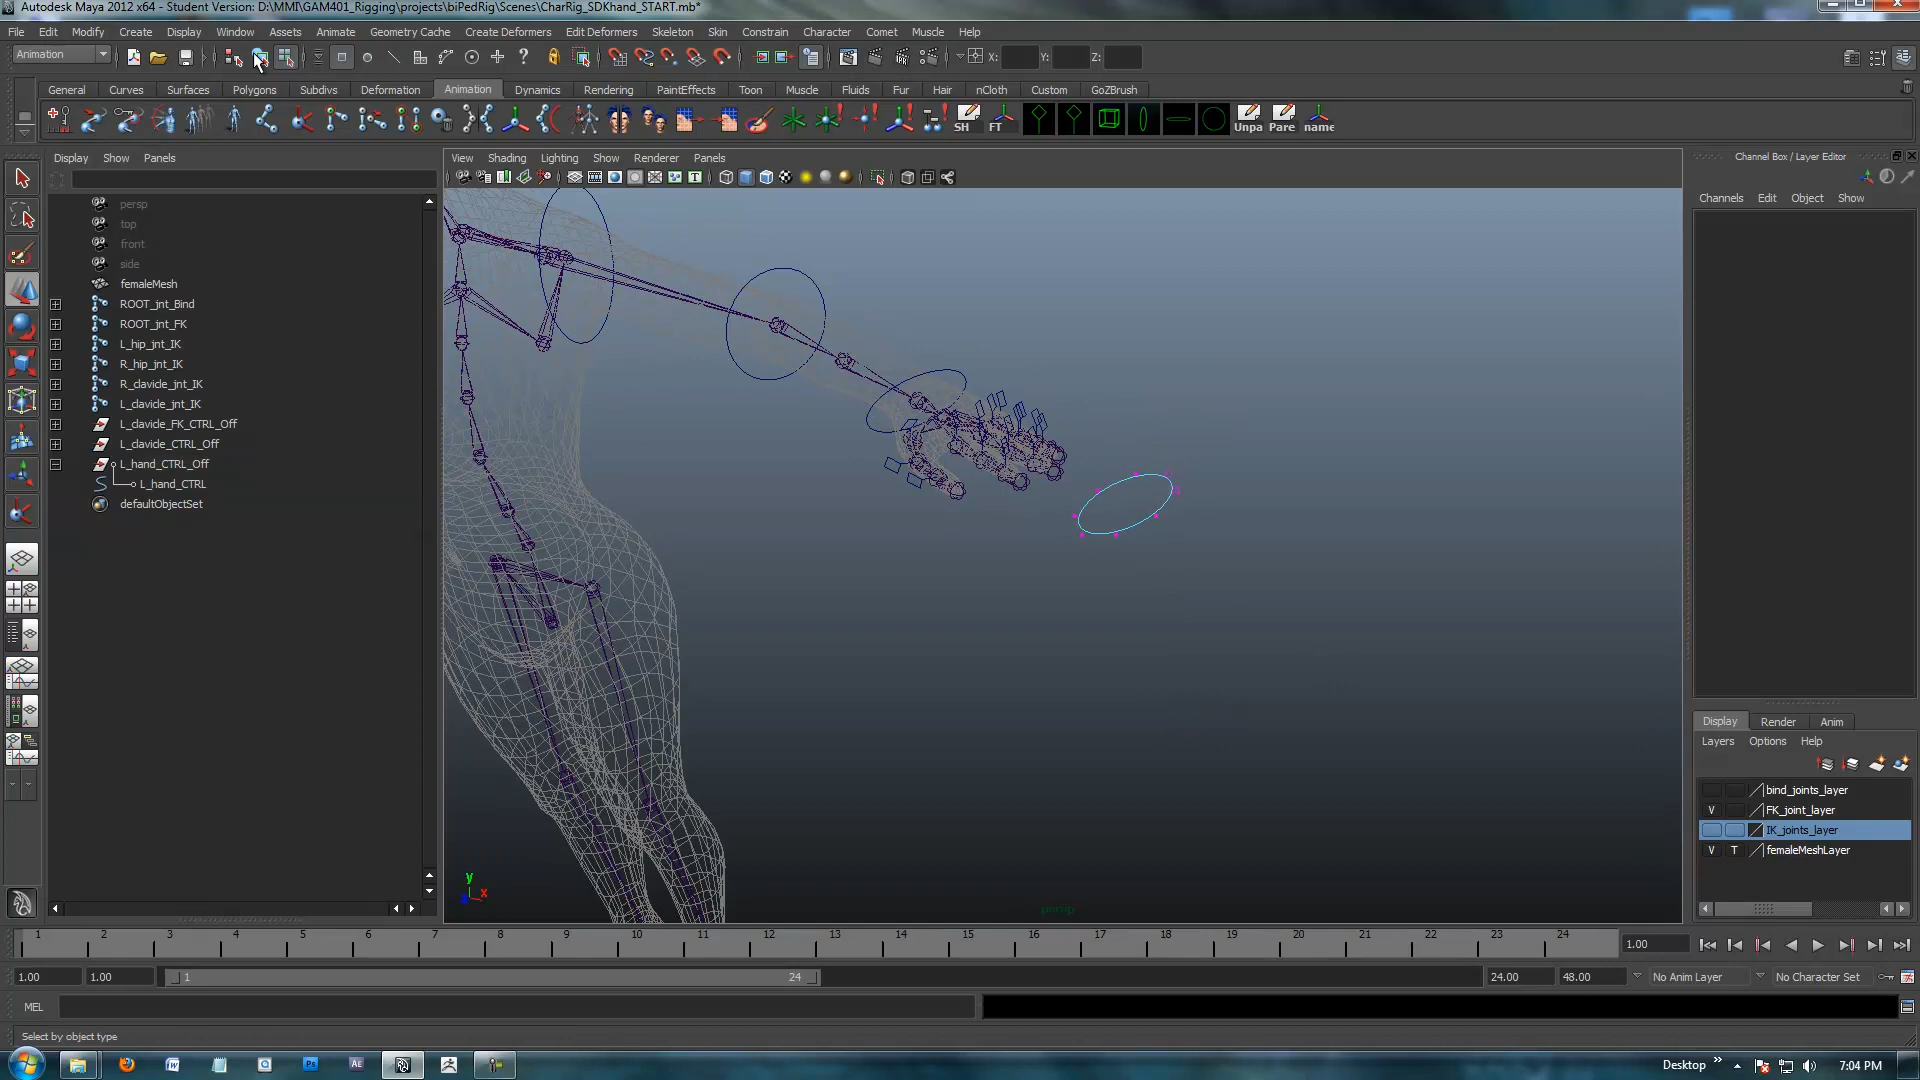 Autodesk Maya 2012 x64 - Student Version: D:\MMI\GAM401_Rigging\projects\biPedRig\Scenes\CharRig_SDKhand_START.mb*
File Edit Modify Create Display Window Assets Animate Geometry Cache Create Deformers Edit Deformers Skeleton Skin Constrain Character Comet Muscle Help
Animation X: Y: Z:
General Curves Surfaces Polygons Subdivs Deformation Animation Dynamics Rendering PaintEffects Toon Muscle Fluids Fur Hair nCloth Custom GoZBrush
SH FT Unpa Pare name
Display Show Panels
View Shading Lighting Show Renderer Panels
Channel Box / Layer Editor
Channels Edit Object Show
persp
top
front
side
femaleMesh
ROOT_jnt_Bind
ROOT_jnt_FK
L_hip_jnt_IK
R_hip_jnt_IK
R_clavicle_jnt_IK
L_clavicle_jnt_IK
L_clavicle_FK_CTRL_Off
L_clavicle_CTRL_Off
L_hand_CTRL_Off
L_hand_CTRL
defaultObjectSet
y
x
persp
Display Render Anim
Layers Options Help
bind_joints_layer
V FK_joint_layer
IK_joints_layer
V T femaleMeshLayer
1 2 3 4 5 6 7 8 9 10 11 12 13 14 15 16 17 18 19 20 21 22 23 24 1.00
1.00 1.00 1 24 24.00 48.00 No Anim Layer No Character Set
MEL
Select by object type
Desktop 7:04 PM